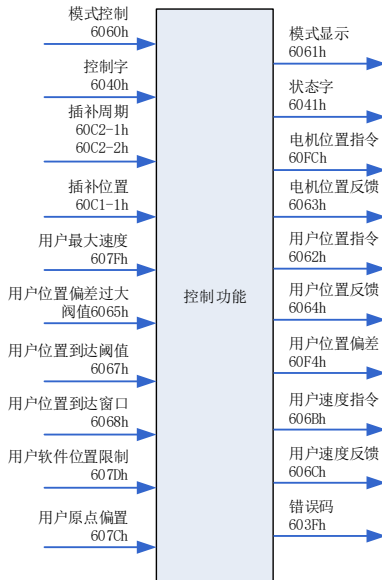 模式控制
6060h
控制字
6040h
插补周期
60C2-1h
60C2-2h
插补位置
60C1-1h
用户最大速度
607Fh
用户位置偏差过大
阀值6065h
用户位置到达阈值
6067h
用户位置到达窗口
6068h
用户软件位置限制
607Dh
用户原点偏置
607Ch
控制功能
模式显示
6061h
状态字
6041h
电机位置指令
60FCh
电机位置反馈
6063h
用户位置指令
6062h
用户位置反馈
6064h
用户位置偏差
60F4h
用户速度指令
606Bh
用户速度反馈
606Ch
错误码
603Fh